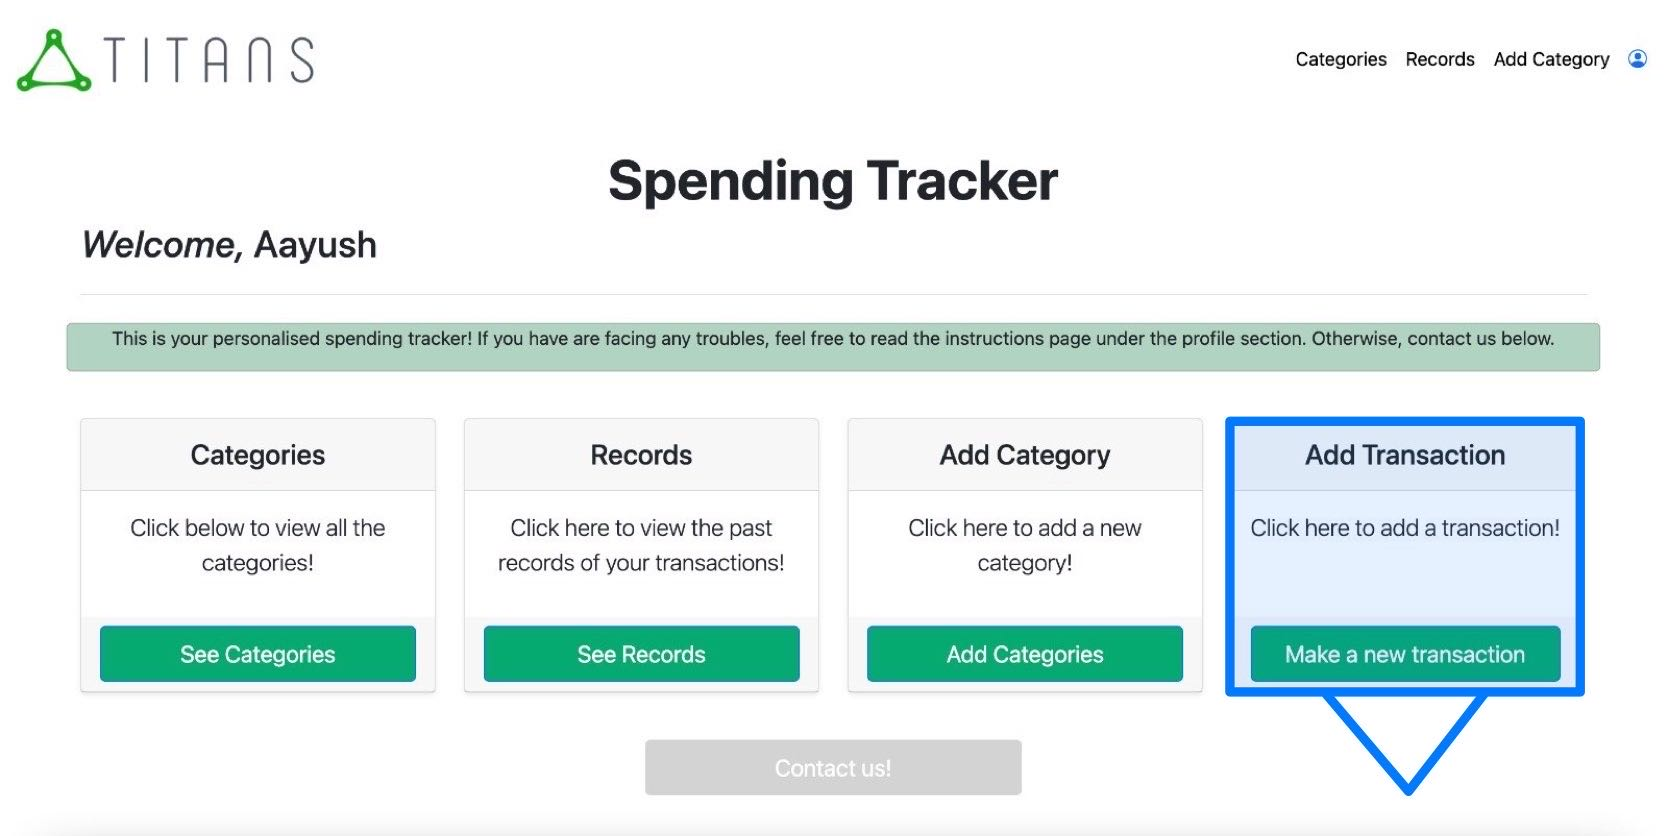 TITANS
Categories Records Add Category
Spending Tracker
Welcome, Aayush
This is your personalised spending tracker! If you have are facing any troubles, feel free to read the instructions page under the profile section. Otherwise, contact us below.
Categories
Click below to view all the
categories!
See Categories
Records
Click here to view the past
records of your transactions!
See Records
Add Category
Click here to add a new
category!
Add Categories
Add Transaction
Click here to add a transaction!
Make a new transaction
Contact us!